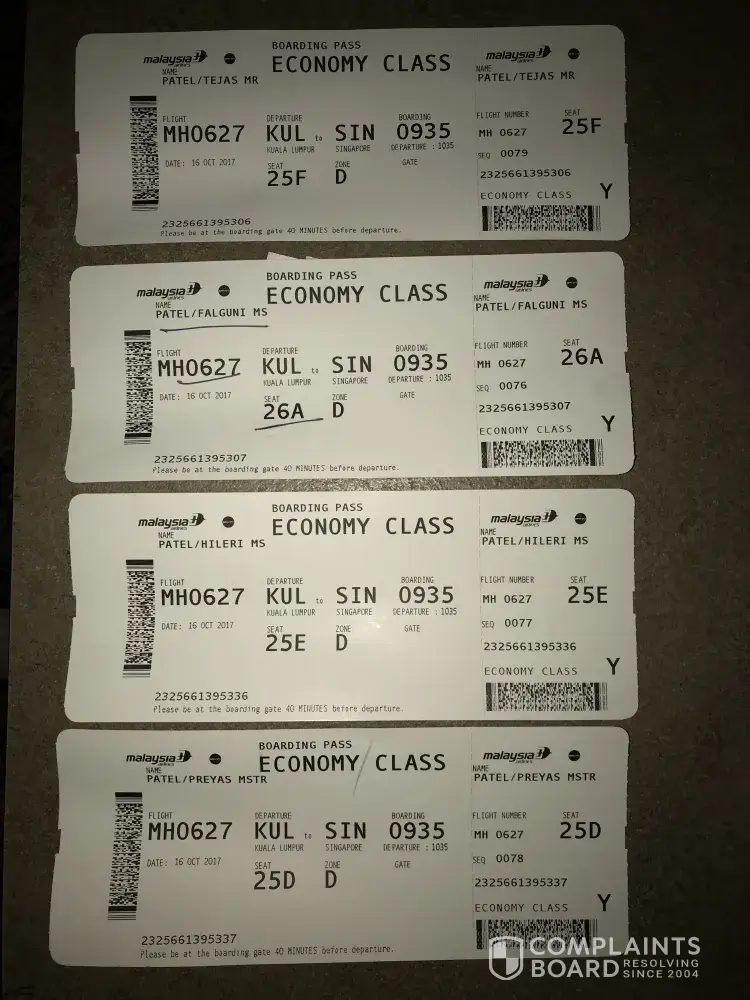 BOARDING PASS
ECONOMY CLASS
malaysia
airlines
NAME
PATEL/TEJAS MR
FLIGHT DEPARTURE BOARDING
MH0627 KUL to SIN 0935
KUALA LUMPUR SINGAPORE DEPARTURE : 1035
DATE: 16 OCT 2017 SEAT ZONE GATE
25F D
2325661395306
Please be at the boarding gate 40 MINUTES before departure.
malaysia
airlines
NAME
PATEL/TEJAS MR
FLIGHT NUMBER SEAT
MH 0627 25F
SEQ 0079
2325661395306
ECONOMY CLASS Y
BOARDING PASS
ECONOMY CLASS
malaysia
airlines
NAME
PATEL/FALGUNI MS
FLIGHT DEPARTURE BOARDING
MH0627 KUL to SIN 0935
KUALA LUMPUR SINGAPORE DEPARTURE : 1035
DATE: 16 OCT 2017 SEAT ZONE GATE
26A D
2325661395307
Please be at the boarding gate 40 MINUTES before departure.
malaysia
airlines
NAME
PATEL/FALGUNI MS
FLIGHT NUMBER SEAT
MH 0627 26A
SEQ 0076
2325661395307
ECONOMY CLASS Y
BOARDING PASS
ECONOMY CLASS
malaysia
airlines
NAME
PATEL/HILERI MS
FLIGHT DEPARTURE BOARDING
MH0627 KUL to SIN 0935
KUALA LUMPUR SINGAPORE DEPARTURE : 1035
DATE: 16 OCT 2017 SEAT ZONE GATE
25E D
2325661395336
Please be at the boarding gate 40 MINUTES before departure.
malaysia
airlines
NAME
PATEL/HILERI MS
FLIGHT NUMBER SEAT
MH 0627 25E
SEQ 0077
2325661395336
ECONOMY CLASS Y
BOARDING PASS
ECONOMY CLASS
malaysia
airlines
NAME
PATEL/PREYAS MSTR
FLIGHT DEPARTURE BOARDING
MH0627 KUL to SIN 0935
KUALA LUMPUR SINGAPORE DEPARTURE : 1035
DATE: 16 OCT 2017 SEAT ZONE GATE
25D D
2325661395337
Please be at the boarding gate 40 MINUTES before departure.
malaysia
airlines
NAME
PATEL/PREYAS MSTR
FLIGHT NUMBER SEAT
MH 0627 25D
SEQ 0078
2325661395337
ECONOMY CLASS Y
COMPLAINTS
BOARD RESOLVING
SINCE 2004